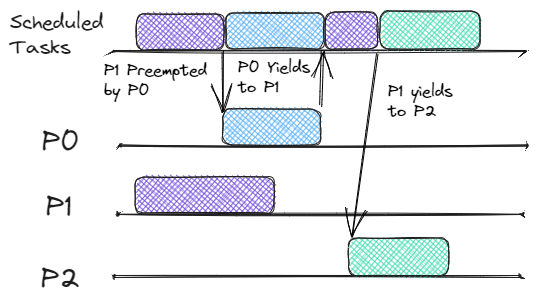 Scheduled
Tasks
P1 Preempted
by P0
P0 Yields
to P1
P1 yields
to P2
P0
P1
P2